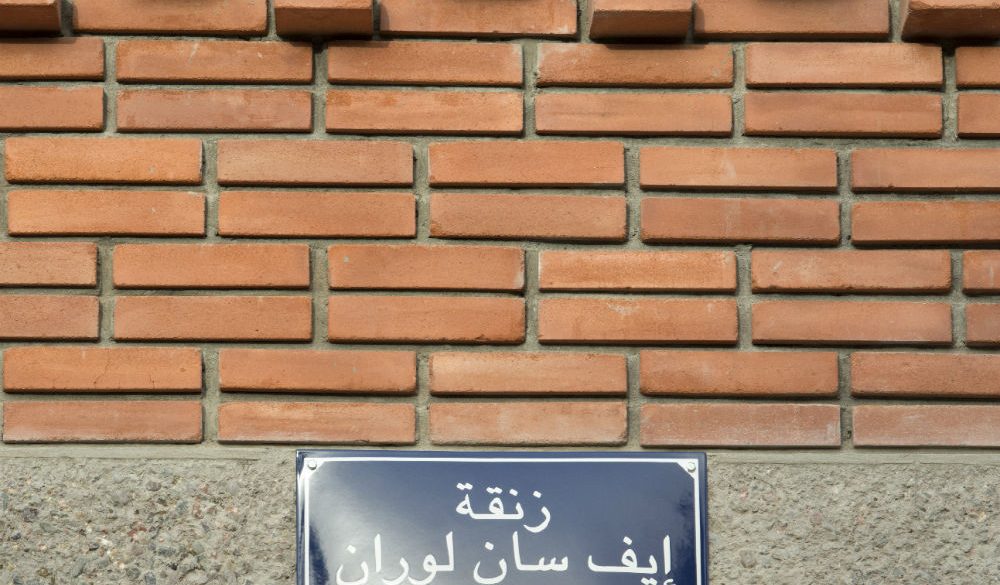 زنقة
إيف سان لوران